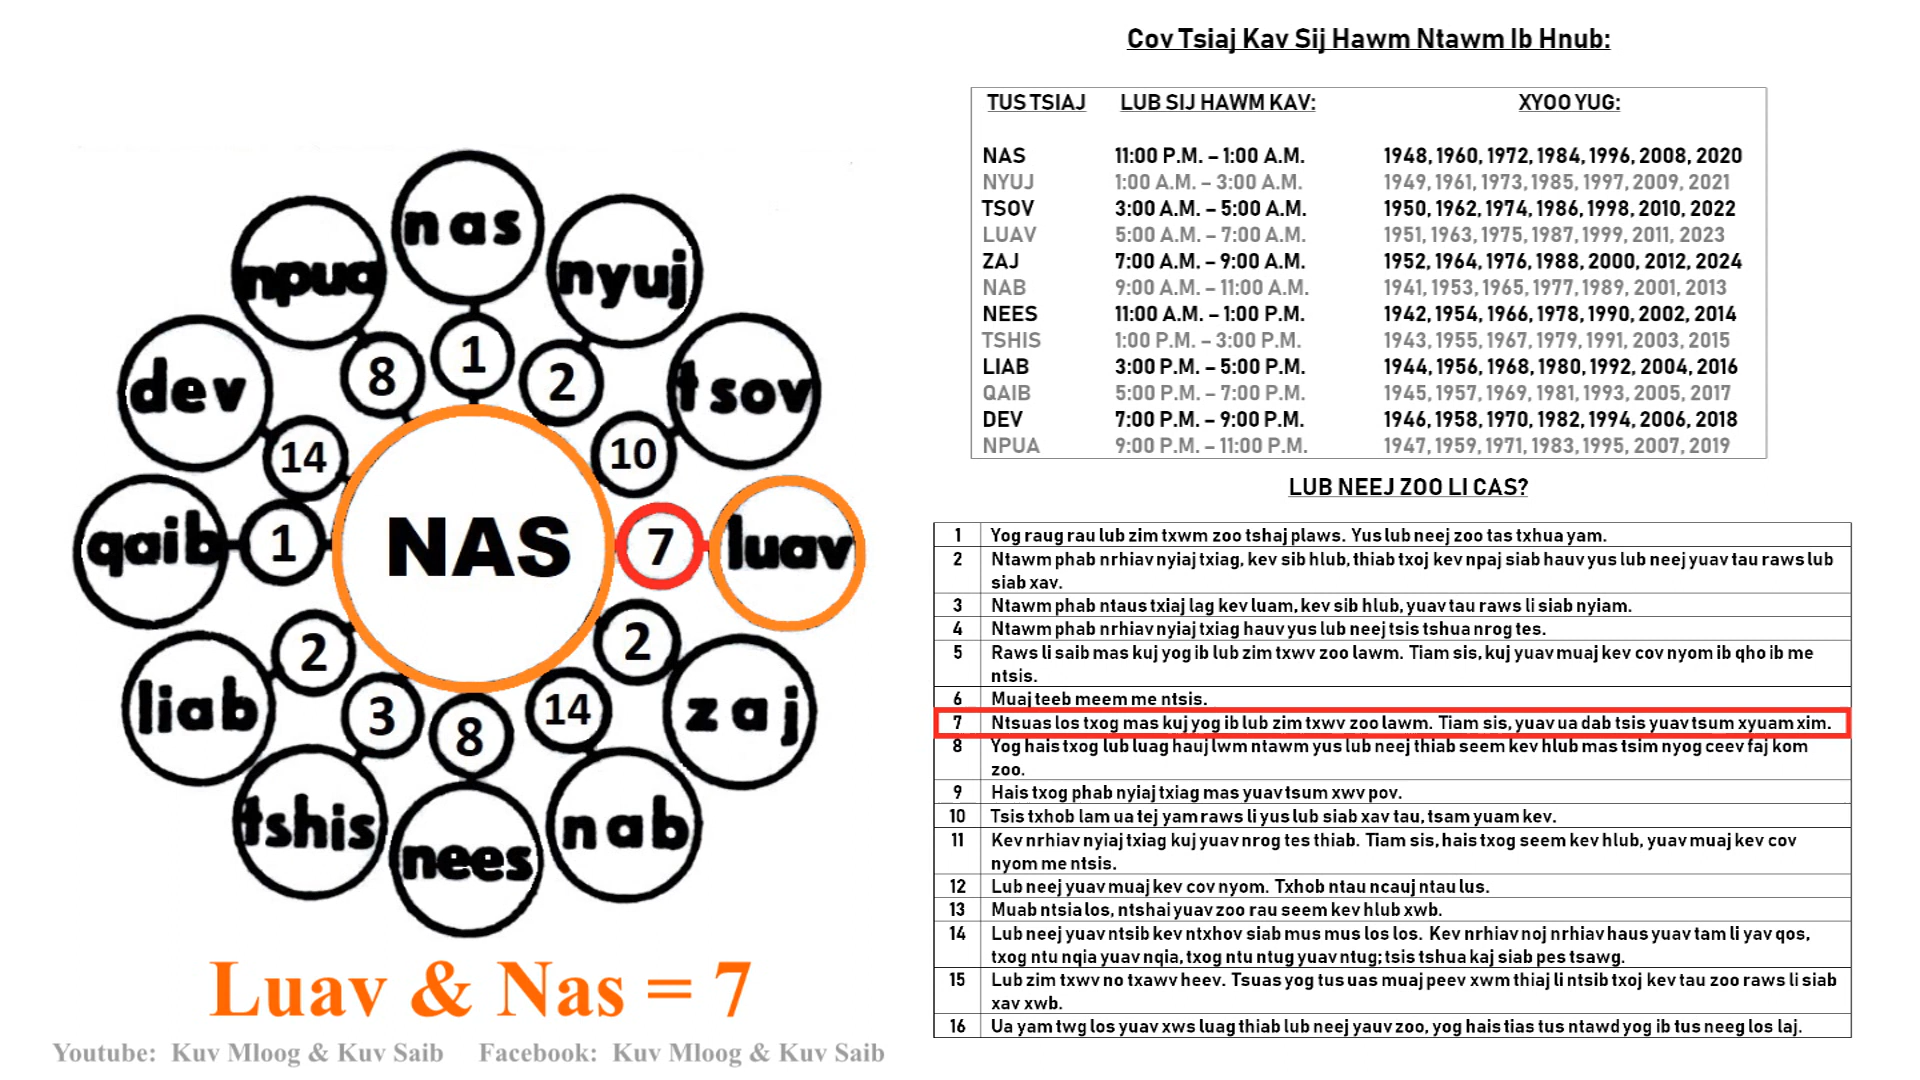 Cov Tsiaj Kav Sij Hawm Ntawm Ib Hnub:
TUS TSIAJ LUB SIJ HAWM KAV: XYOO YUG:
NAS 11:00 P.M. – 1:00 A.M. 1948, 1960, 1972, 1984, 1996, 2008, 2020
NYUJ 1:00 A.M. – 3:00 A.M. 1949, 1961, 1973, 1985, 1997, 2009, 2021
TSOV 3:00 A.M. – 5:00 A.M. 1950, 1962, 1974, 1986, 1998, 2010, 2022
LUAV 5:00 A.M. – 7:00 A.M. 1951, 1963, 1975, 1987, 1999, 2011, 2023
ZAJ 7:00 A.M. – 9:00 A.M. 1952, 1964, 1976, 1988, 2000, 2012, 2024
NAB 9:00 A.M. – 11:00 A.M. 1941, 1953, 1965, 1977, 1989, 2001, 2013
NEES 11:00 A.M. – 1:00 P.M. 1942, 1954, 1966, 1978, 1990, 2002, 2014
TSHIS 1:00 P.M. – 3:00 P.M. 1943, 1955, 1967, 1979, 1991, 2003, 2015
LIAB 3:00 P.M. – 5:00 P.M. 1944, 1956, 1968, 1980, 1992, 2004, 2016
QAIB 5:00 P.M. – 7:00 P.M. 1945, 1957, 1969, 1981, 1993, 2005, 2017
DEV 7:00 P.M. – 9:00 P.M. 1946, 1958, 1970, 1982, 1994, 2006, 2018
NPUA 9:00 P.M. – 11:00 P.M. 1947, 1959, 1971, 1983, 1995, 2007, 2019
LUB NEEJ ZOO LI CAS?
1 Yog raug rau lub zim txwm zoo tshaj plaws. Yus lub neej zoo tas txhua yam.
2 Ntawm phab nrhiav nyiaj txiag, kev sib hlub, thiab txoj kev npaj siab hauv yus lub neej yuav tau raws lub
siab xav.
3 Ntawm phab ntaus txiaj lag kev luam, kev sib hlub, yuav tau raws li siab nyiam.
4 Ntawm phab nrhiav nyiaj txiag hauv yus lub neej tsis tshua nrog tes.
5 Raws li saib mas kuj yog ib lub zim txwv zoo lawm. Tiam sis, kuj yuav muaj kev cov nyom ib qho ib me
ntsis.
6 Muaj teeb meem me ntsis.
7 Ntsuas los txog mas kuj yog ib lub zim txwv zoo lawm. Tiam sis, yuav ua dab tsis yuav tsum xyuam xim.
8 Yog hais txog lub luag hauj lwm ntawm yus lub neej thiab seem kev hlub mas tsim nyog ceev faj kom
zoo.
9 Hais txog phab nyiaj txiag mas yuav tsum xwv pov.
10 Tsis txhob lam ua tej yam raws li yus lub siab xav tau, tsam yuam kev.
11 Kev nrhiav nyiaj txiag kuj yuav nrog tes thiab. Tiam sis, hais txog seem kev hlub, yuav muaj kev cov
nyom me ntsis.
12 Lub neej yuav muaj kev cov nyom. Txhob ntau ncauj ntau lus.
13 Muab ntsia los, ntshai yuav zoo rau seem kev hlub xwb.
14 Lub neej yuav ntsib kev ntxhov siab mus mus los los. Kev nrhiav noj nrhiav haus yuav tam li yav qos,
txog ntu nqia yuav nqia, txog ntu ntug yuav ntug; tsis tshua kaj siab pes tsawg.
15 Lub zim txwv no txawv heev. Tsuas yog tus uas muaj peev xwm thiaj li ntsib txoj kev tau zoo raws li siab
xav xwb.
16 Ua yam twg los yuav xws luag thiab lub neej yauv zoo, yog hais tias tus ntawd yog ib tus neeg los laj.
nas
nyuj
tsov
luav
zaj
nab
nees
tshis
liab
qaib
dev
npua
1
2
10
7
2
14
8
3
2
1
14
8
NAS
Luav & Nas = 7
Youtube: Kuv Mloog & Kuv Saib Facebook: Kuv Mloog & Kuv Saib